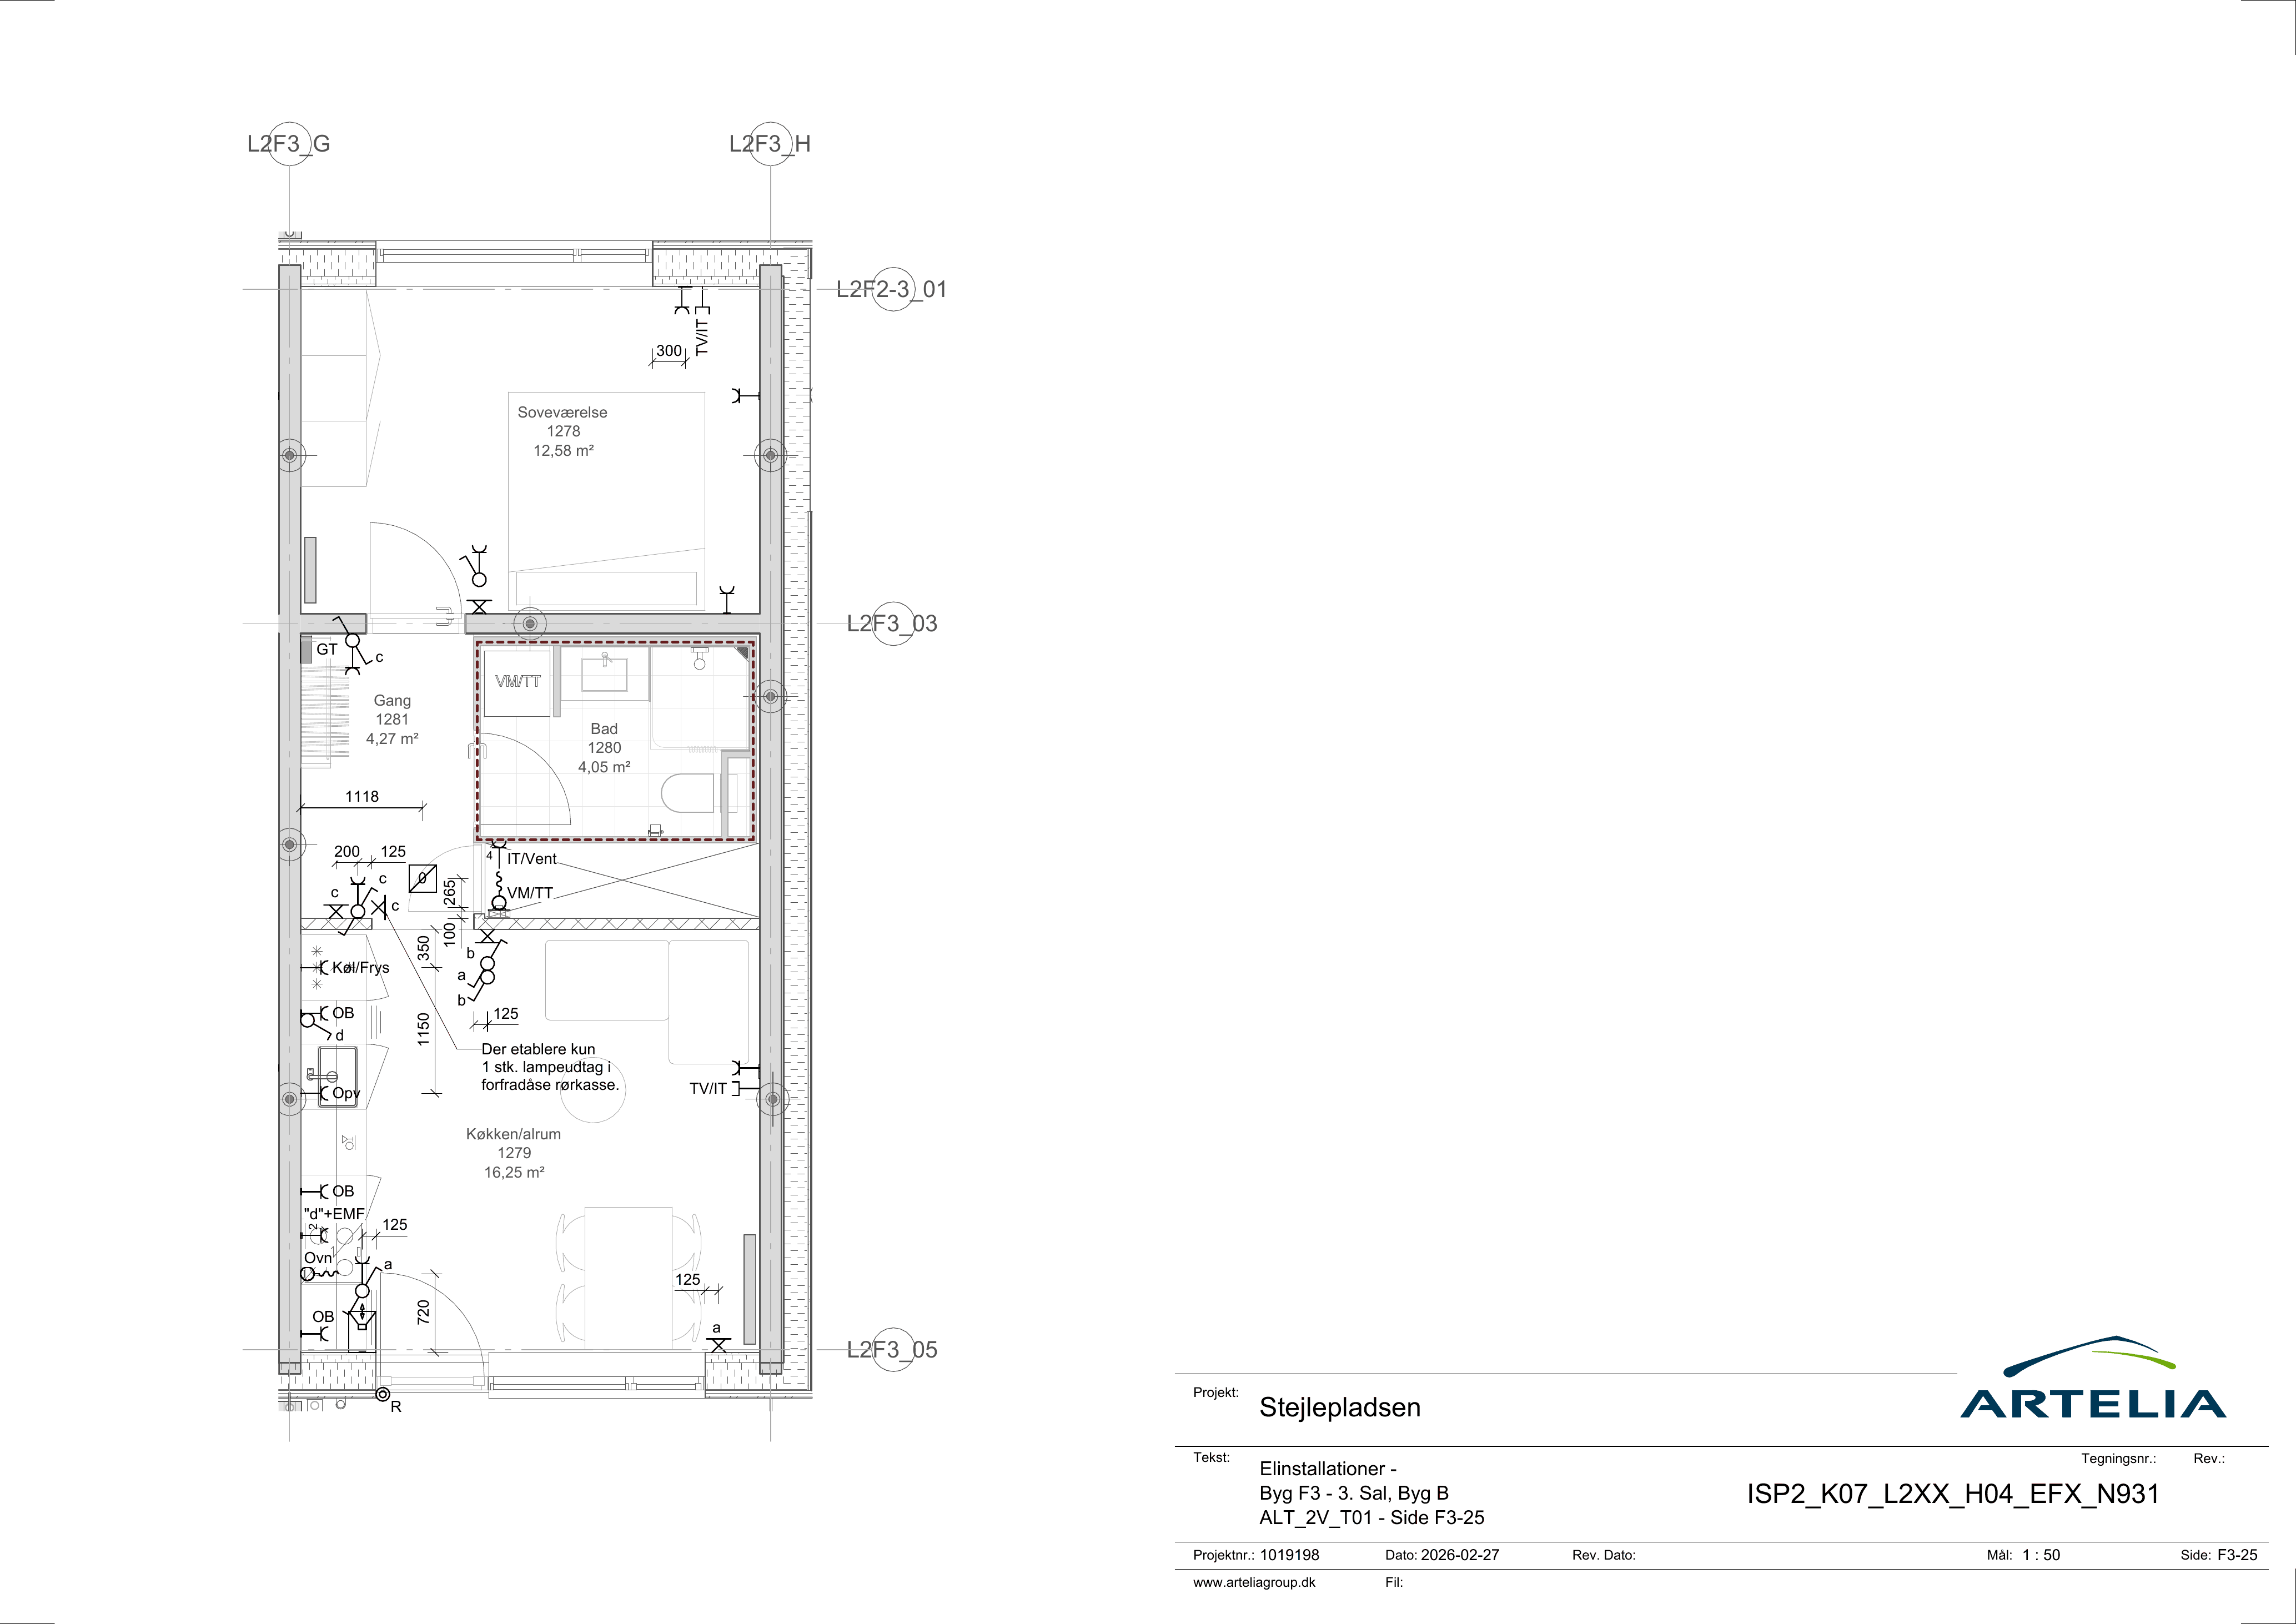 L2F3_G
L2F3_H
L2F2-3_01
TV/IT
300
Soveværelse
1278
12,58 m²
L2F3_03
GT
c
VM/TT
Gang
1281
4,27 m²
Bad
1280
4,05 m²
1118
200
125
4
IT/Vent
0
c
c
c
265
VM/TT
100
350
b
a
b
Køl/Frys
OB
d
1150
125
Der etablere kun
1 stk. lampeudtag i
forfradåse rørkasse.
TV/IT
Opv
Køkken/alrum
1279
16,25 m²
OB
"d"+EMF
2
125
Ovn
a
125
720
OB
a
L2F3_05
R
Projekt:
Stejlepladsen
ARTELIA
Tekst:
Elinstallationer -
Byg F3 - 3. Sal, Byg B
ALT_2V_T01 - Side F3-25
Tegningsnr.:
Rev.:
ISP2_K07_L2XX_H04_EFX_N931
Projektnr.: 1019198
Dato: 2026-02-27
Rev. Dato:
Mål: 1 : 50
Side: F3-25
www.arteliagroup.dk
Fil: